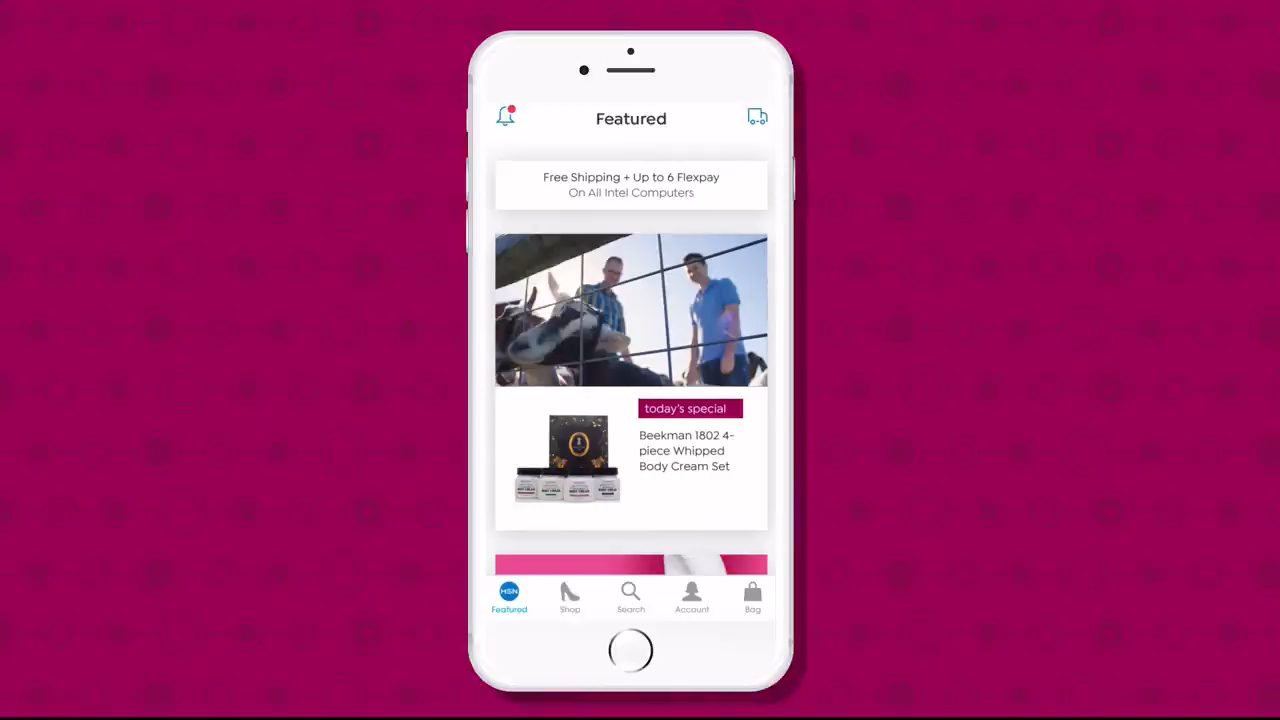 Featured
Free Shipping + Up to 6 Flexpay
On All Intel Computers
today's special
Beekman 1802 4-
piece Whipped
Body Cream Set
HSN
Featured
Shop
Search
Account
Bag